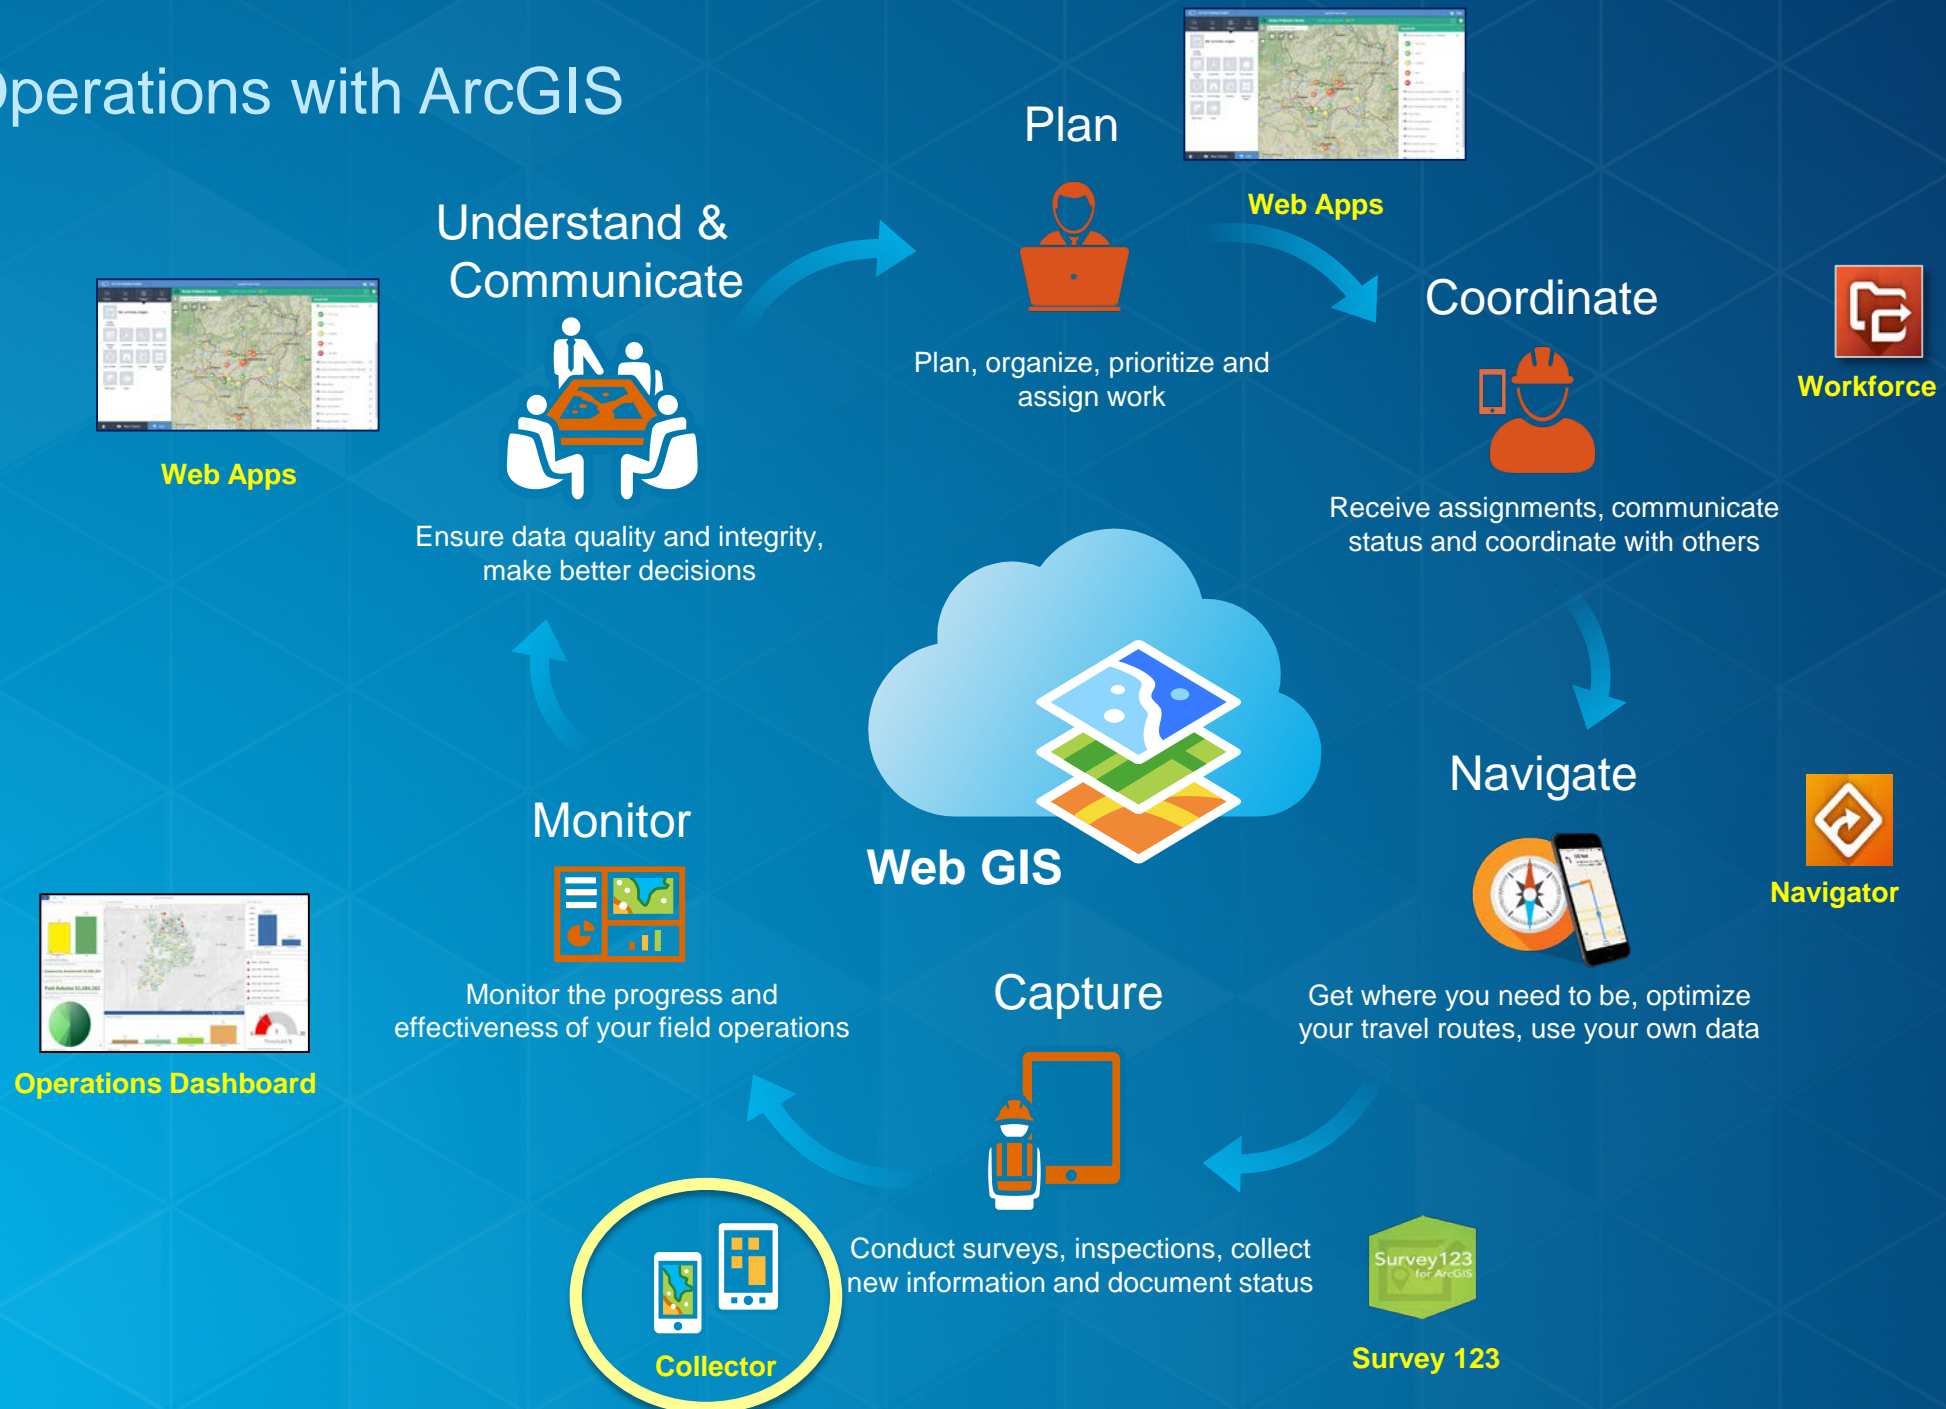 Operations with ArcGIS
Plan
Web Apps
Plan, organize, prioritize and
assign work
Understand &
Communicate
Web Apps
Ensure data quality and integrity,
make better decisions
Coordinate
Workforce
Receive assignments, communicate
status and coordinate with others
Web GIS
Navigate
Navigator
Get where you need to be, optimize
your travel routes, use your own data
Monitor
Monitor the progress and
effectiveness of your field operations
Operations Dashboard
Capture
Conduct surveys, inspections, collect
new information and document status
Collector
Survey123
for ArcGIS
Survey 123